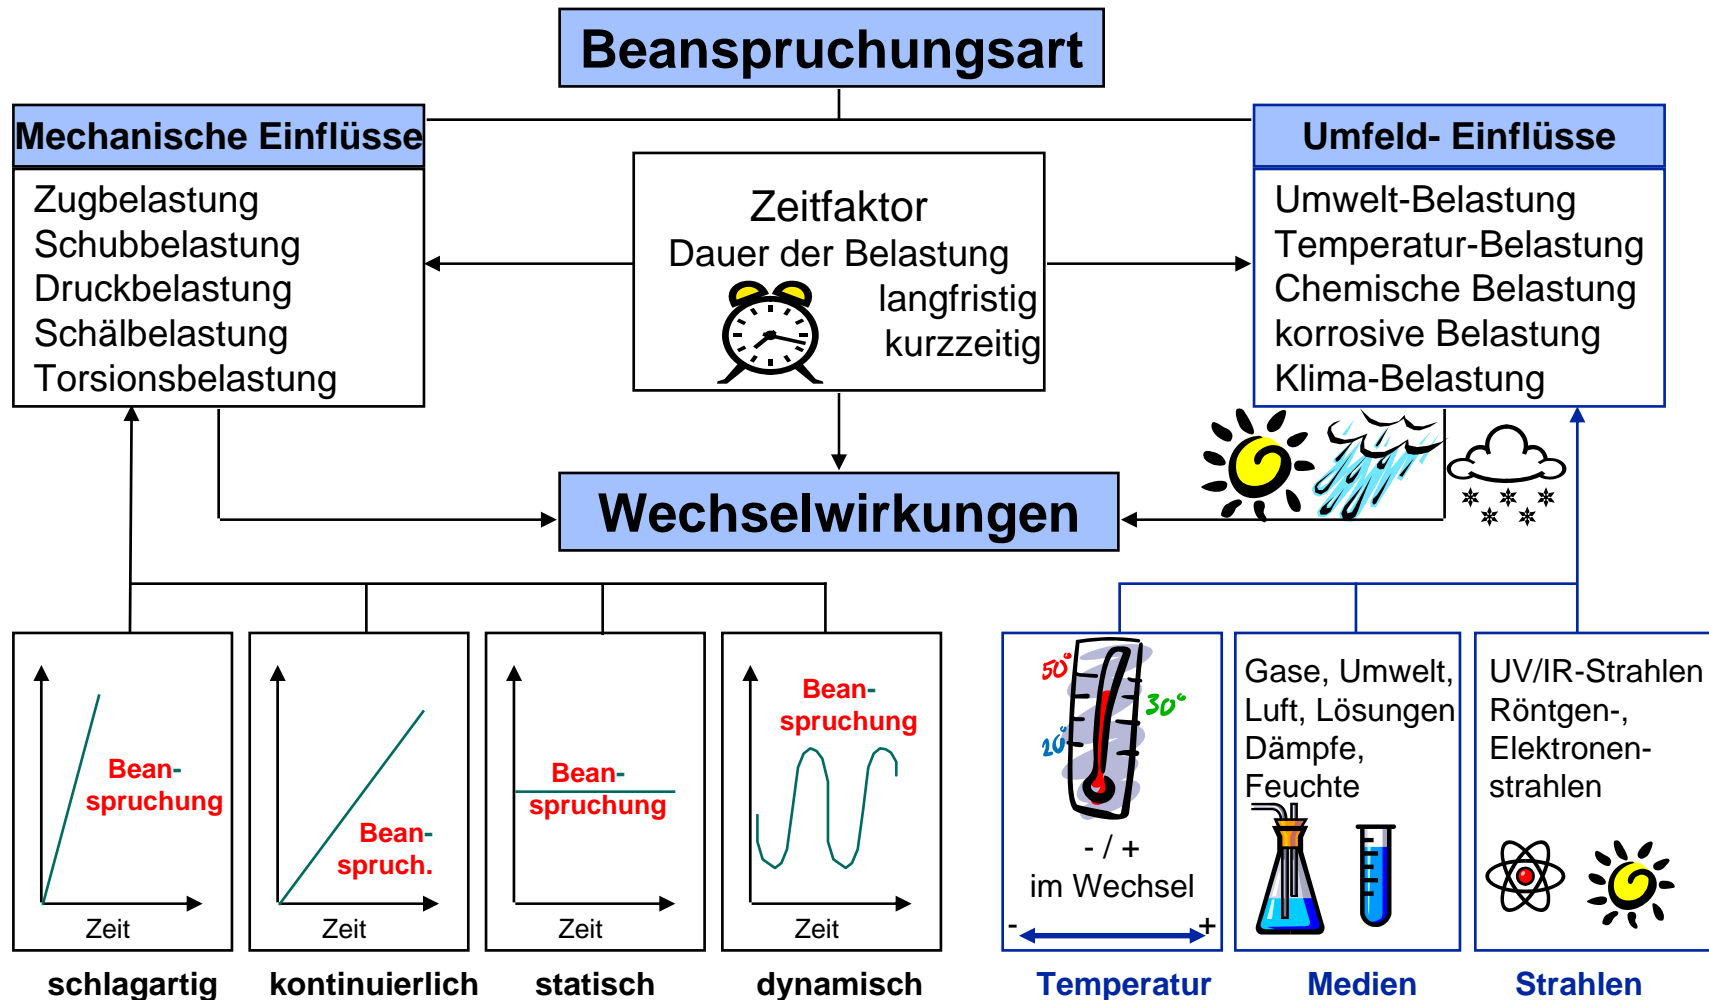 Beanspruchungsart
Mechanische Einflüsse
Zugbelastung
Schubbelastung
Druckbelastung
Schälbelastung
Torsionsbelastung
Zeitfaktor
Dauer der Belastung
langfristig
kurzzeitig
Umfeld- Einflüsse
Umwelt-Belastung
Temperatur-Belastung
Chemische Belastung
korrosive Belastung
Klima-Belastung
Wechselwirkungen
Bean-
spruchung
Zeit
schlagartig
Bean-
spruch.
Zeit
kontinuierlich
Bean-
spruchung
Zeit
statisch
Bean-
spruchung
Zeit
dynamisch
50°
30°
20°
- / +
im Wechsel
- +
Temperatur
Gase, Umwelt,
Luft, Lösungen
Dämpfe,
Feuchte
Medien
UV/IR-Strahlen
Röntgen-,
Elektronen-
strahlen
Strahlen